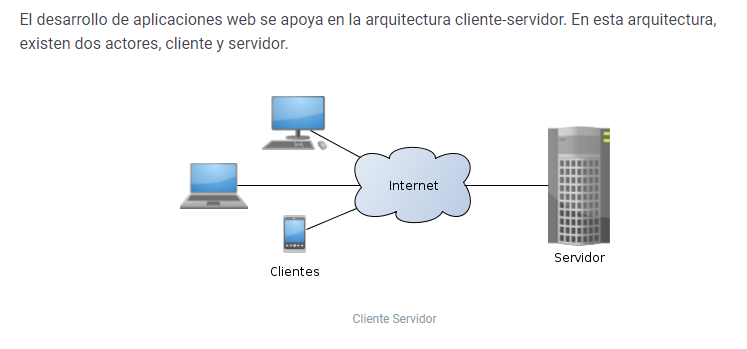 El desarrollo de aplicaciones web se apoya en la arquitectura cliente-servidor. En esta arquitectura,
existen dos actores, cliente y servidor.
Internet
Servidor
Clientes
Cliente Servidor